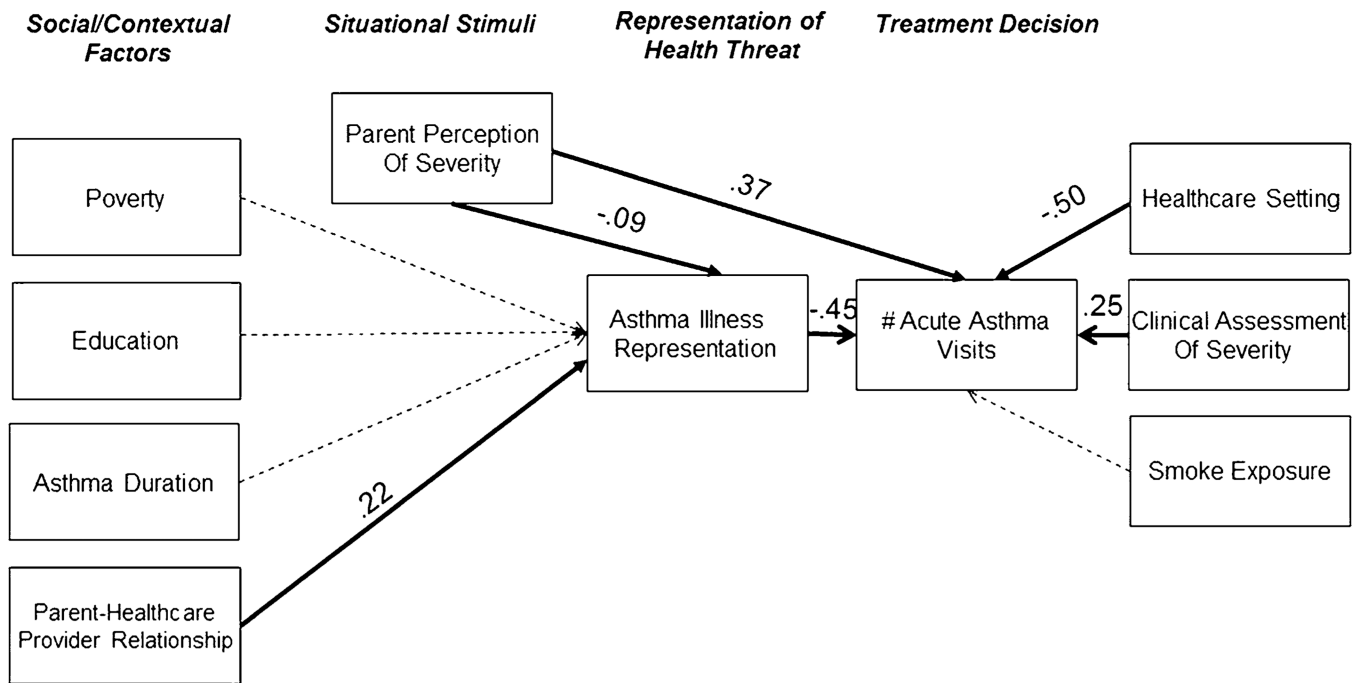 Social/Contextual
Factors
Situational Stimuli
Representation of
Health Threat
Treatment Decision
Parent Perception
Of Severity
Poverty
.37
-.50
Healthcare Setting
-.09
Education
Asthma Illness
Representation
-.45
# Acute Asthma
Visits
.25
Clinical Assessment
Of Severity
Asthma Duration
.22
Smoke Exposure
Parent-Healthcare
Provider Relationship